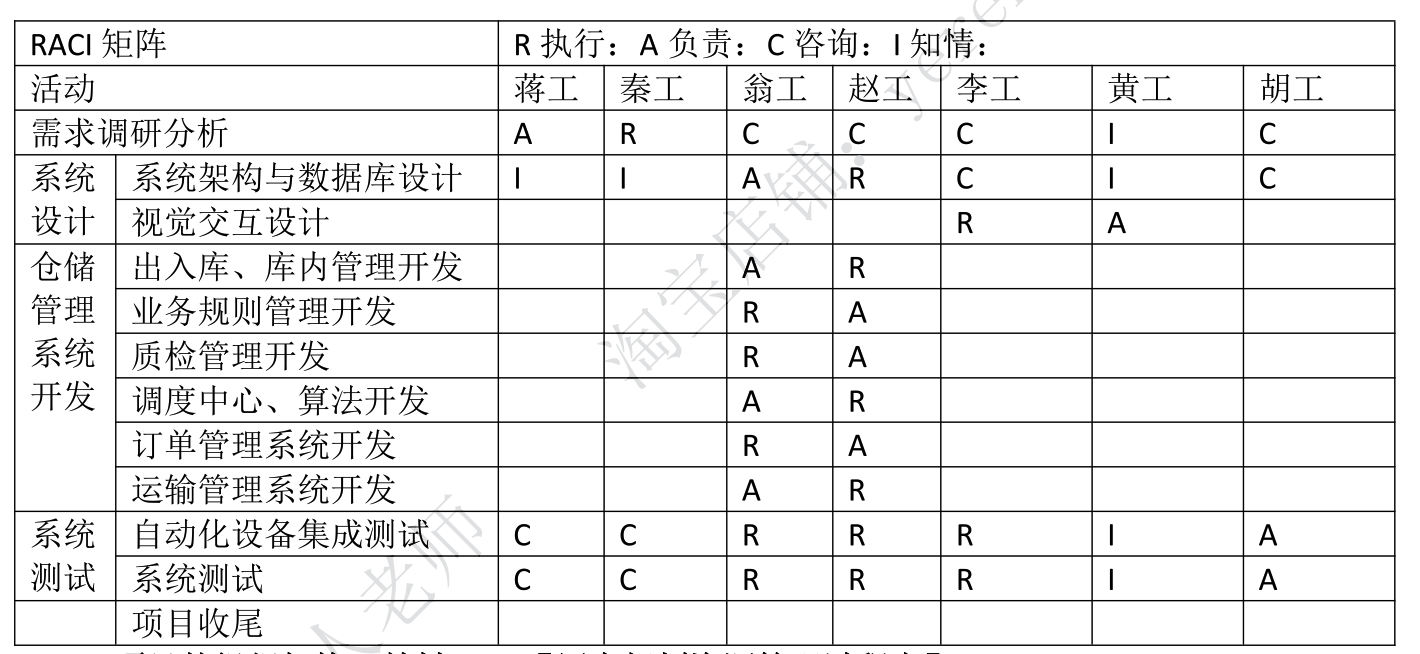 RACI 矩阵 R 执行：A 负责：C 咨询：I 知情：
活动 蒋工 秦工 翁工 赵工 李工 黄工 胡工
需求调研分析 A R C C C I C
系统设计 系统架构与数据库设计 I I A R C I C
视觉交互设计 R A
仓储管理系统开发 出入库、库内管理开发 A R
业务规则管理开发 R A
质检管理开发 R A
调度中心、算法开发 A R
订单管理系统开发 R A
运输管理系统开发 A R
系统测试 自动化设备集成测试 C C R R R I A
系统测试 C C R R R I A
项目收尾
淘宝店铺：
人老师